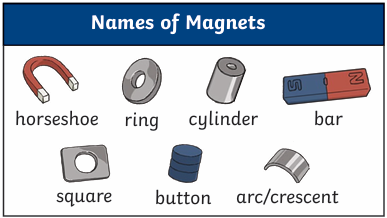 Names of Magnets
S N
horseshoe ring cylinder bar
square button arc/crescent